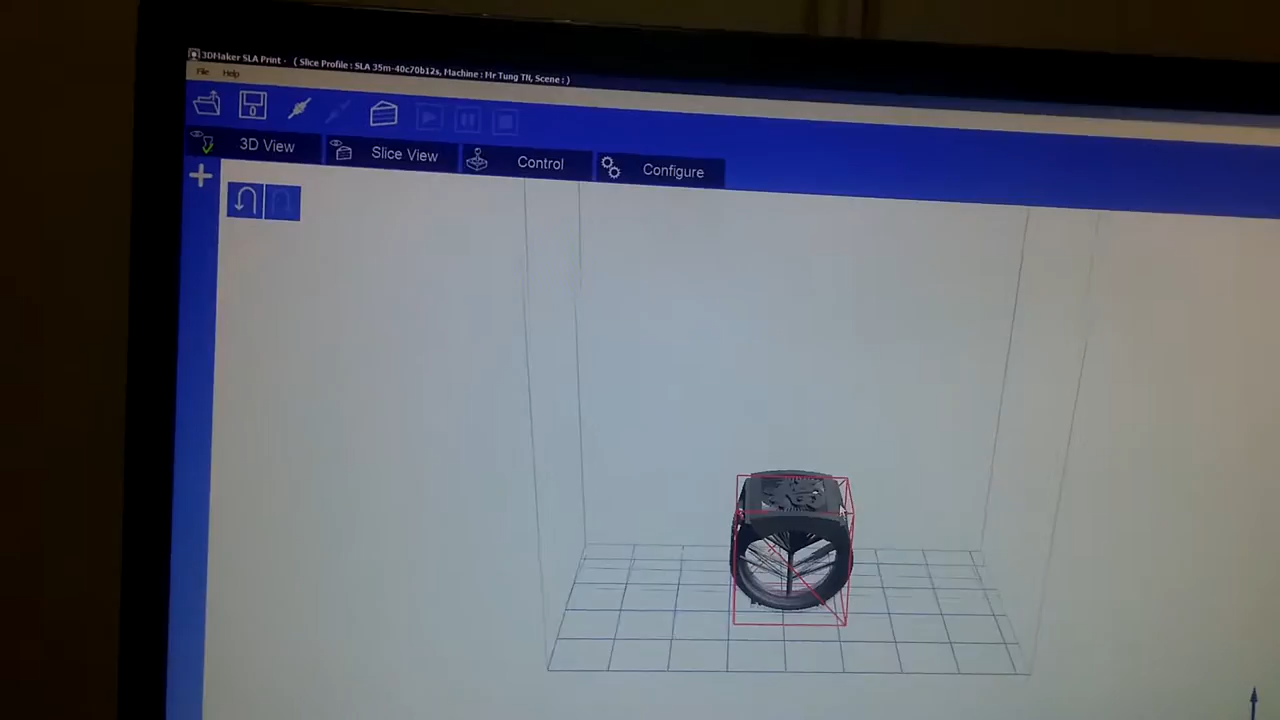 3DMaker SLA Print - ( Slice Profile : SLA 35m-40c70b12s, Machine : Mr Tung TN, Scene : )
File Help
3D View Slice View Control Configure